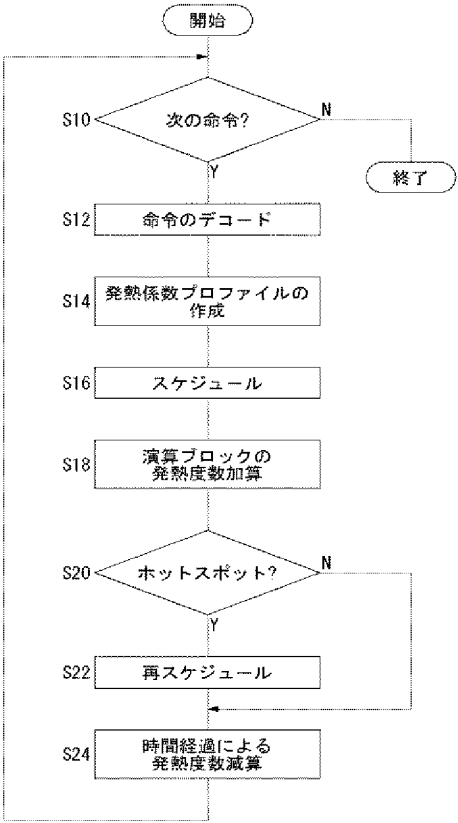 開始
S10
次の命令?
N
Y
終了
S12
命令のデコード
S14
発熱係数プロファイルの
作成
S16
スケジュール
S18
演算ブロックの
発熱度数加算
S20
ホットスポット?
N
Y
S22
再スケジュール
S24
時間経過による
発熱度数減算